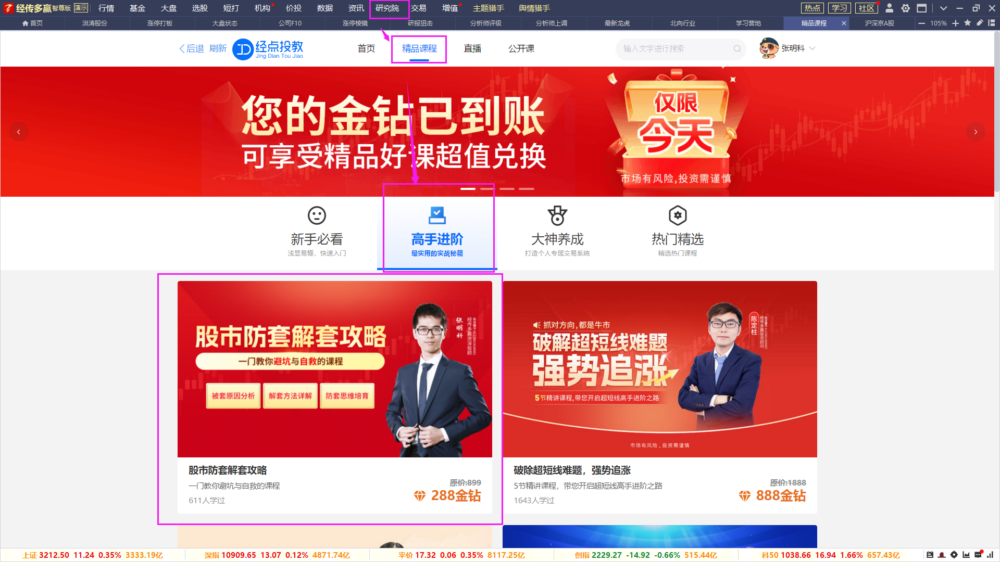 经传多赢 智尊版 演示 行情 基金 大盘 选股 短打 机构 价投 数据 资讯 研究院 交易 增值 主题猎手 舆情猎手 热点 学习 社区
首页 洪涛股份 涨停打板 大盘状态 公司F10 涨停棱镜 研报狙击 分析师评级 分析师上调 最新龙虎 北向行业 学习营地 精品课程 沪深京A股 105%
后退 刷新 经点投教 首页 精品课程 直播 公开课 输入文字进行搜索 张明科
Jing Dian Tou Jiao
您的金钻已到账
可享受精品好课超值兑换
仅限
今天
市场有风险,投资需谨慎
新手必看 高手进阶 大神养成 热门精选
浅显易懂，快速入门 最实用的实战秘籍 打造个人专属交易系统 精选热门课程
股市防套解套攻略
一门教你避坑与自救的课程
被套原因分析 解套方法详解 防套思维培育
张明科
经传多赢资深投顾
抓对方向,都是牛市
破解超短线难题
强势追涨
5节精讲课程,带您开启超短线高手进阶之路
陈定柱
经传多赢投资顾问
市场有风险，投资需谨慎
股市防套解套攻略
一门教你避坑与自救的课程
611人学过
原价:899
288金钻
破除超短线难题，强势追涨
5节精讲课程，带您开启超短线高手进阶之路
1643人学过
原价:1888
888金钻
上证 3212.50 11.24 0.35% 3333.19亿 深指 10909.65 13.07 0.12% 4871.74亿 平价 17.32 0.06 0.35% 8117.25亿 创指 2229.27 -14.92 -0.66% 515.44亿 科50 1038.66 16.94 1.66% 657.43亿